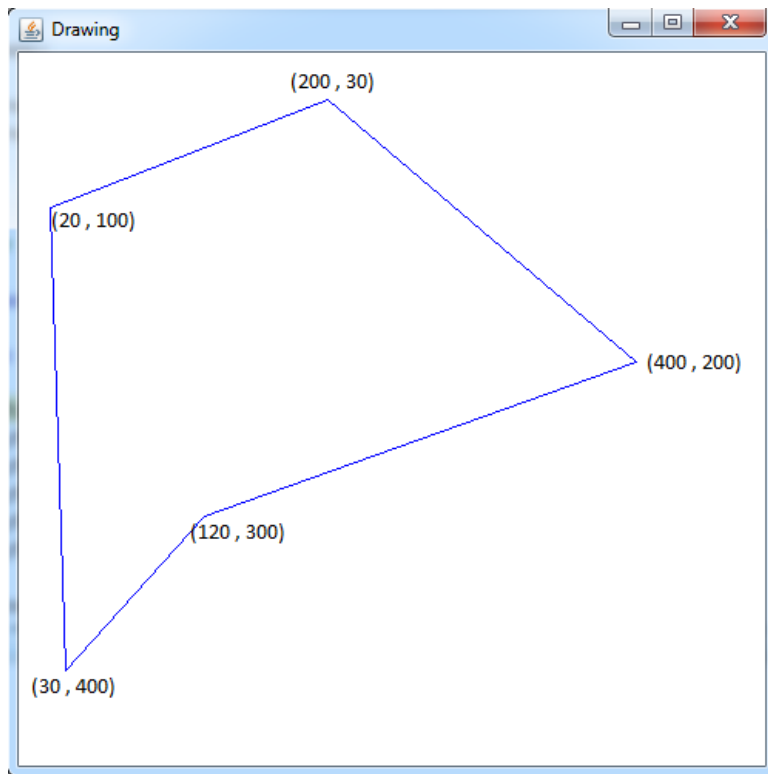 Drawing
(200 , 30)
(20 , 100)
(400 , 200)
(120 , 300)
(30 , 400)